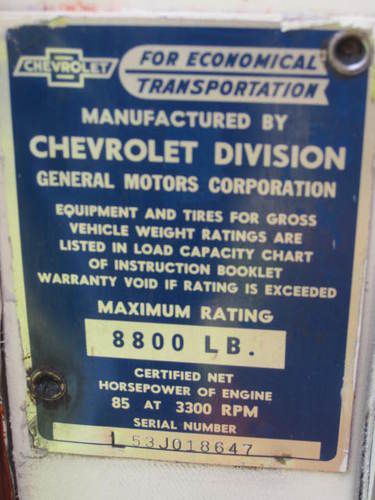 CHEVROLET
FOR ECONOMICAL
TRANSPORTATION
MANUFACTURED BY
CHEVROLET DIVISION
GENERAL MOTORS CORPORATION
EQUIPMENT AND TIRES FOR GROSS
VEHICLE WEIGHT RATINGS ARE
LISTED IN LOAD CAPACITY CHART
OF INSTRUCTION BOOKLET
WARRANTY VOID IF RATING IS EXCEEDED
MAXIMUM RATING
8800 LB.
CERTIFIED NET
HORSEPOWER OF ENGINE
85 AT 3300 RPM
SERIAL NUMBER
L53J018647